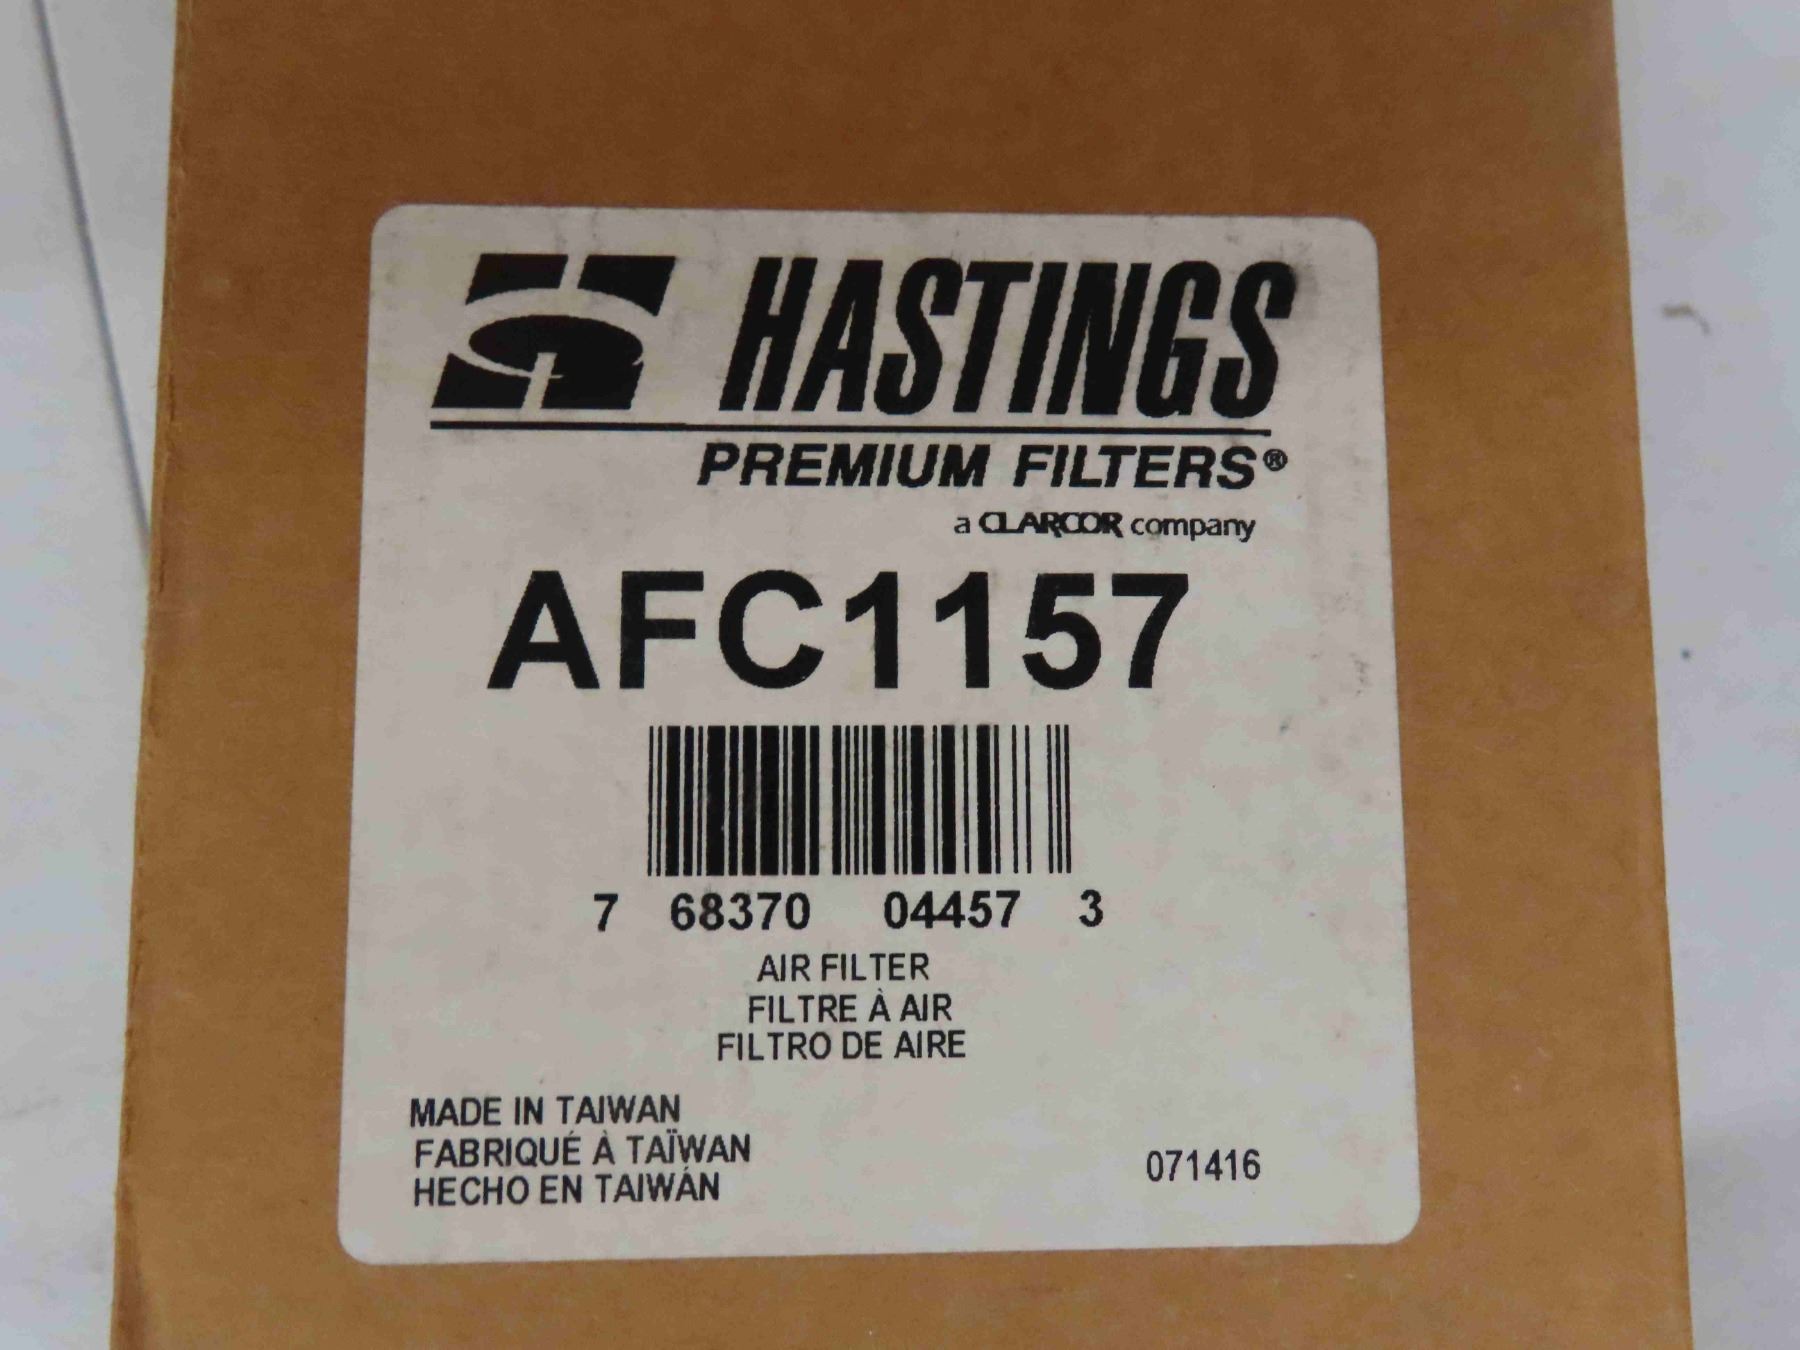 HASTINGS
PREMIUM FILTERS®
a CLARCOR company
AFC1157
7 68370 04457 3
AIR FILTER
FILTRE À AIR
FILTRO DE AIRE
MADE IN TAIWAN
FABRIQUÉ À TAÏWAN
HECHO EN TAIWÁN
071416